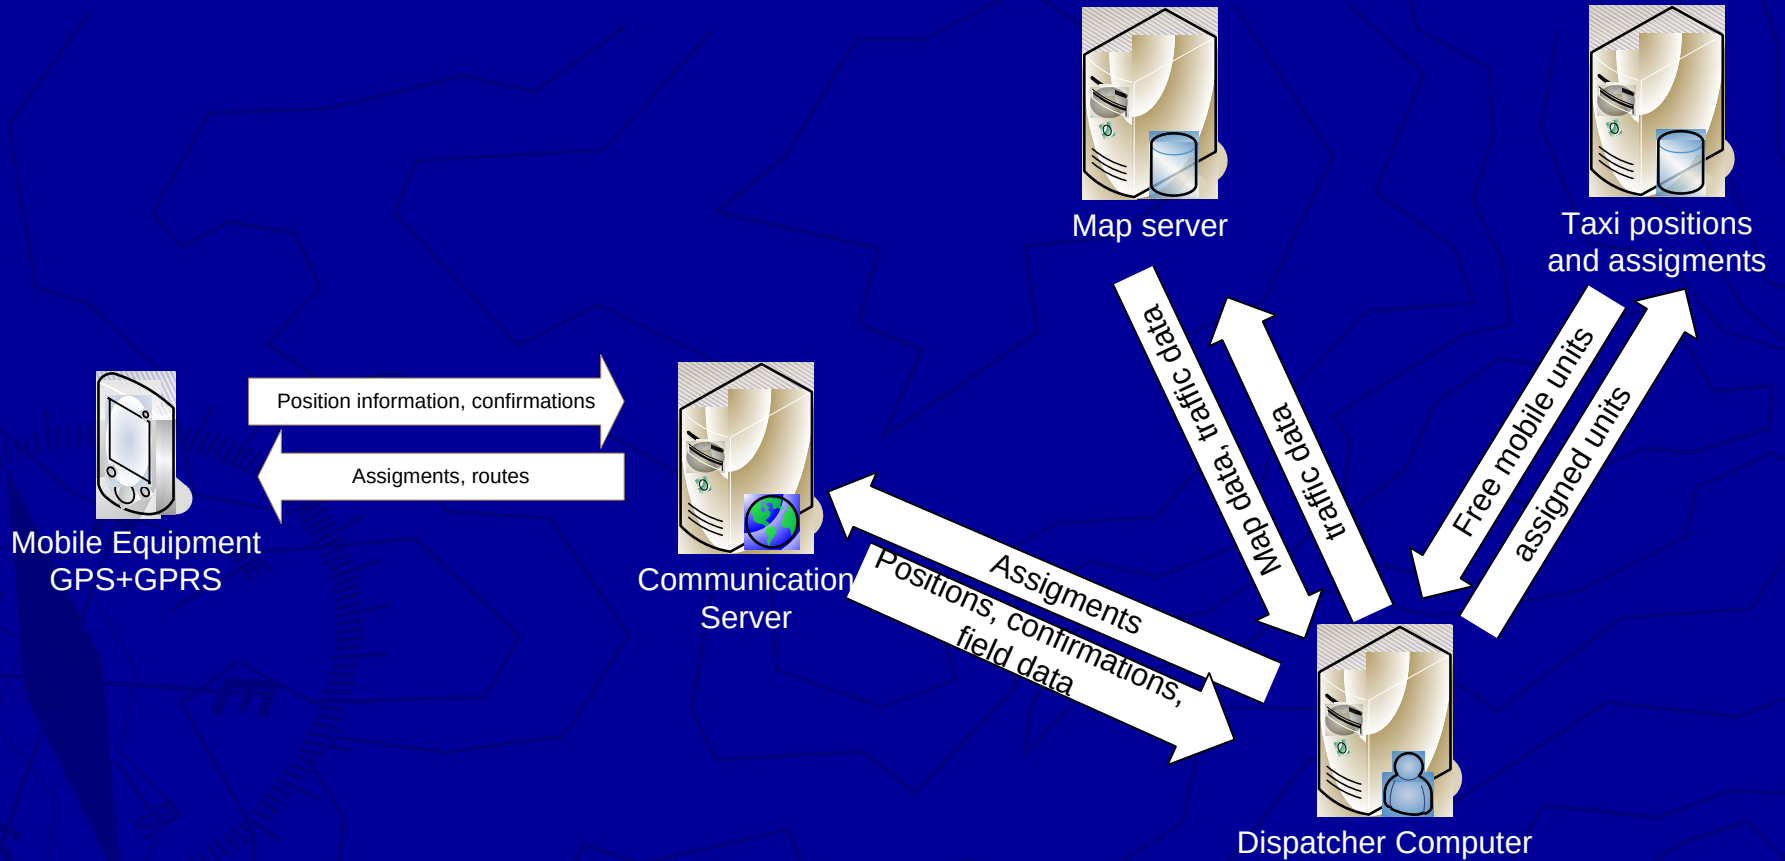 Map server
Taxi positions
and assigments
Map data, traffic data
traffic data
Free mobile units
assigned units
Position information, confirmations
Assigments, routes
Mobile Equipment
GPS+GPRS
Communication
Server
Assigments
Positions, confirmations,
field data
Dispatcher Computer
E